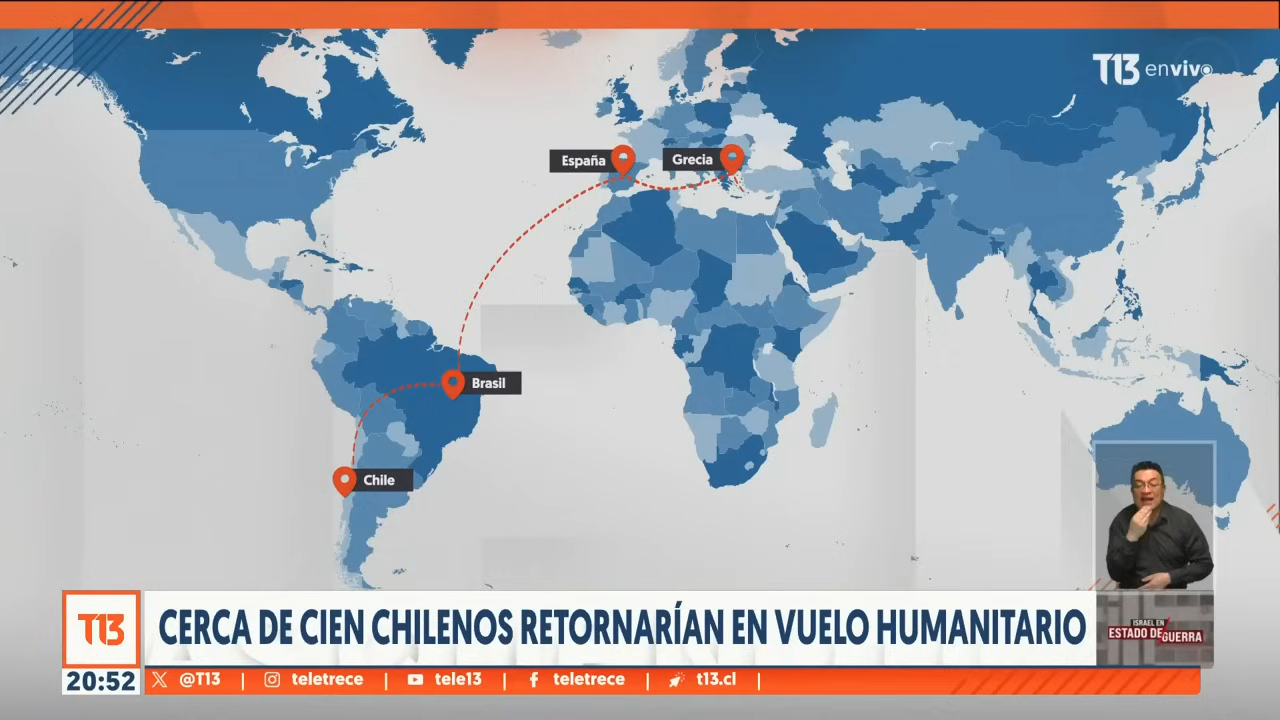 T13 envivo
España
Grecia
Brasil
Chile
T13
CERCA DE CIEN CHILENOS RETORNARÍAN EN VUELO HUMANITARIO
ISRAEL EN
ESTADO DE GUERRA
20:52
@T13 | teletrece | tele13 | teletrece | t13.cl |